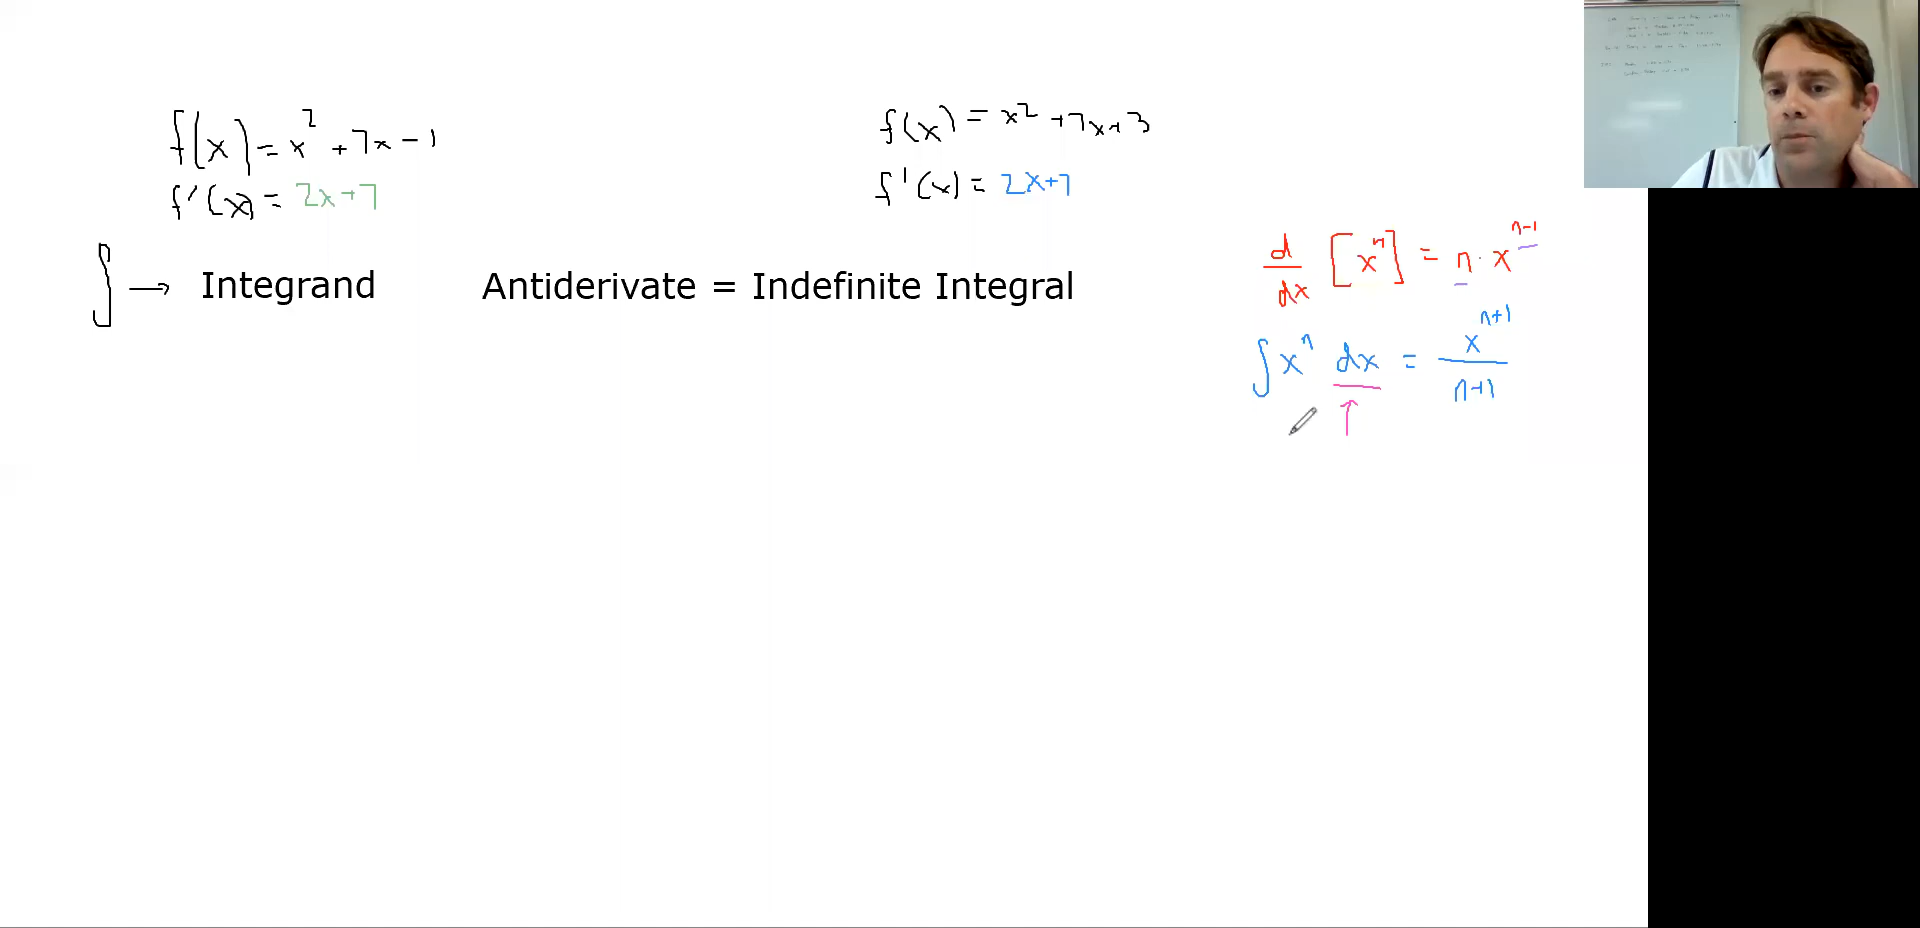 f(x) = x² + 7x - 1
f'(x) = 2x+7
f(x) = x² + 7x + 3
f'(x) = 2x+7
∫ → Integrand
Antiderivate = Indefinite Integral
d/dx [xⁿ] = n · xⁿ⁻¹
∫ xⁿ dx = xⁿ⁺¹/n+1